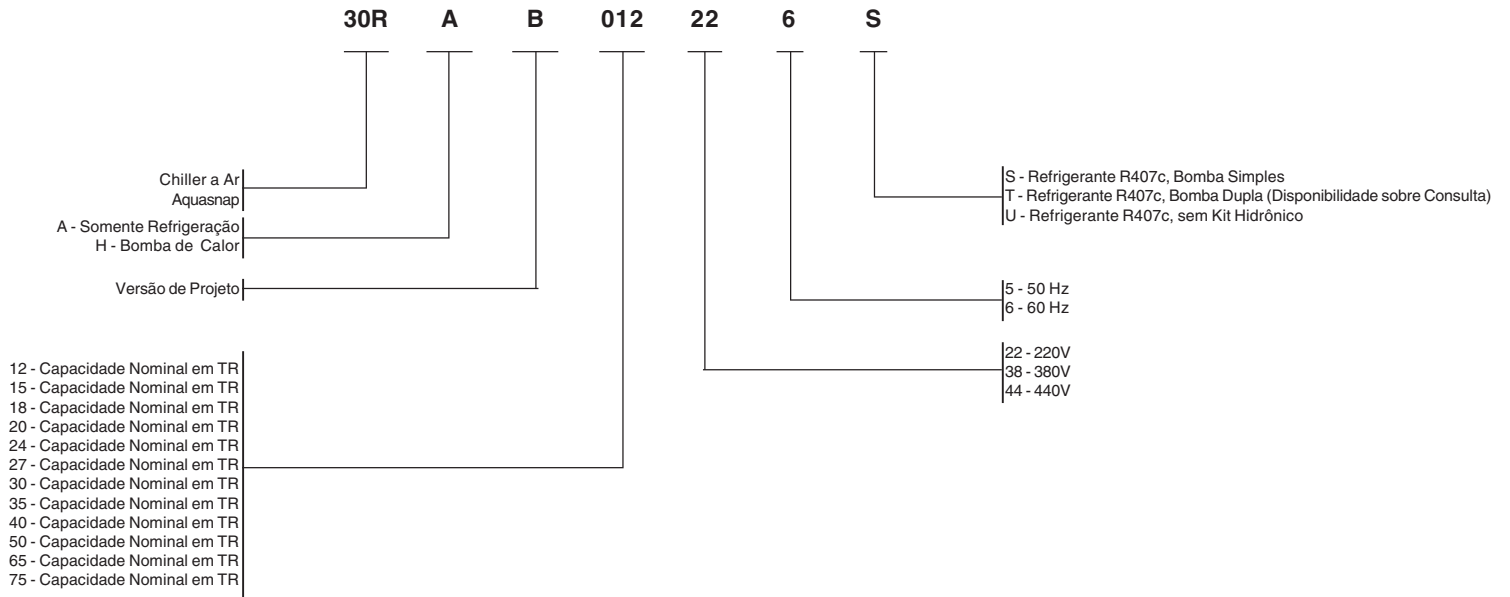 30R A B 012 22 6 S
Chiller a Ar
Aquasnap
A - Somente Refrigeração
H - Bomba de Calor
Versão de Projeto
12 - Capacidade Nominal em TR
15 - Capacidade Nominal em TR
18 - Capacidade Nominal em TR
20 - Capacidade Nominal em TR
24 - Capacidade Nominal em TR
27 - Capacidade Nominal em TR
30 - Capacidade Nominal em TR
35 - Capacidade Nominal em TR
40 - Capacidade Nominal em TR
50 - Capacidade Nominal em TR
65 - Capacidade Nominal em TR
75 - Capacidade Nominal em TR
S - Refrigerante R407c, Bomba Simples
T - Refrigerante R407c, Bomba Dupla (Disponibilidade sobre Consulta)
U - Refrigerante R407c, sem Kit Hidrônico
5 - 50 Hz
6 - 60 Hz
22 - 220V
38 - 380V
44 - 440V